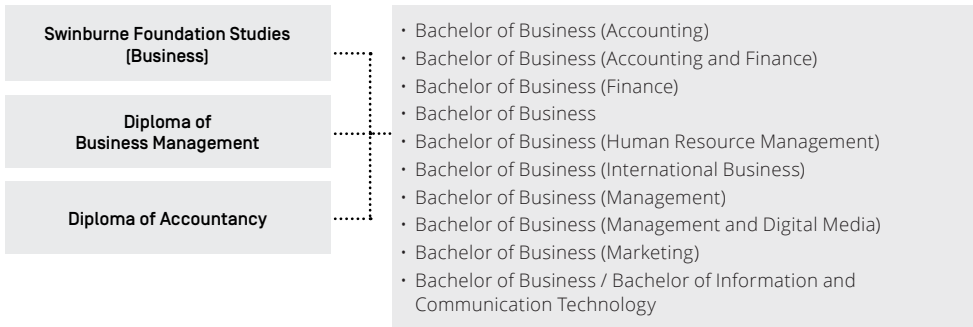 Swinburne Foundation Studies
(Business)
Diploma of
Business Management
Diploma of Accountancy
• Bachelor of Business (Accounting)
• Bachelor of Business (Accounting and Finance)
• Bachelor of Business (Finance)
• Bachelor of Business
• Bachelor of Business (Human Resource Management)
• Bachelor of Business (International Business)
• Bachelor of Business (Management)
• Bachelor of Business (Management and Digital Media)
• Bachelor of Business (Marketing)
• Bachelor of Business / Bachelor of Information and
Communication Technology